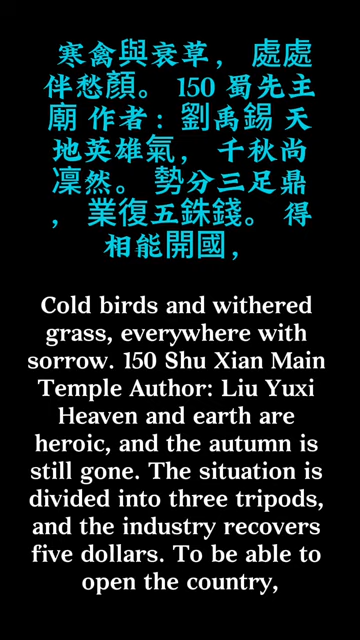 寒禽與衰草， 處處
伴愁顏。 150 蜀先主
廟 作者：劉禹錫 天
地英雄氣， 千秋尚
凜然。 勢分三足鼎
， 業復五銖錢。 得
相能開國，
Cold birds and withered
grass, everywhere with
sorrow. 150 Shu Xian Main
Temple Author: Liu Yuxi
Heaven and earth are
heroic, and the autumn is
still gone. The situation is
divided into three tripods,
and the industry recovers
five dollars. To be able to
open the country,